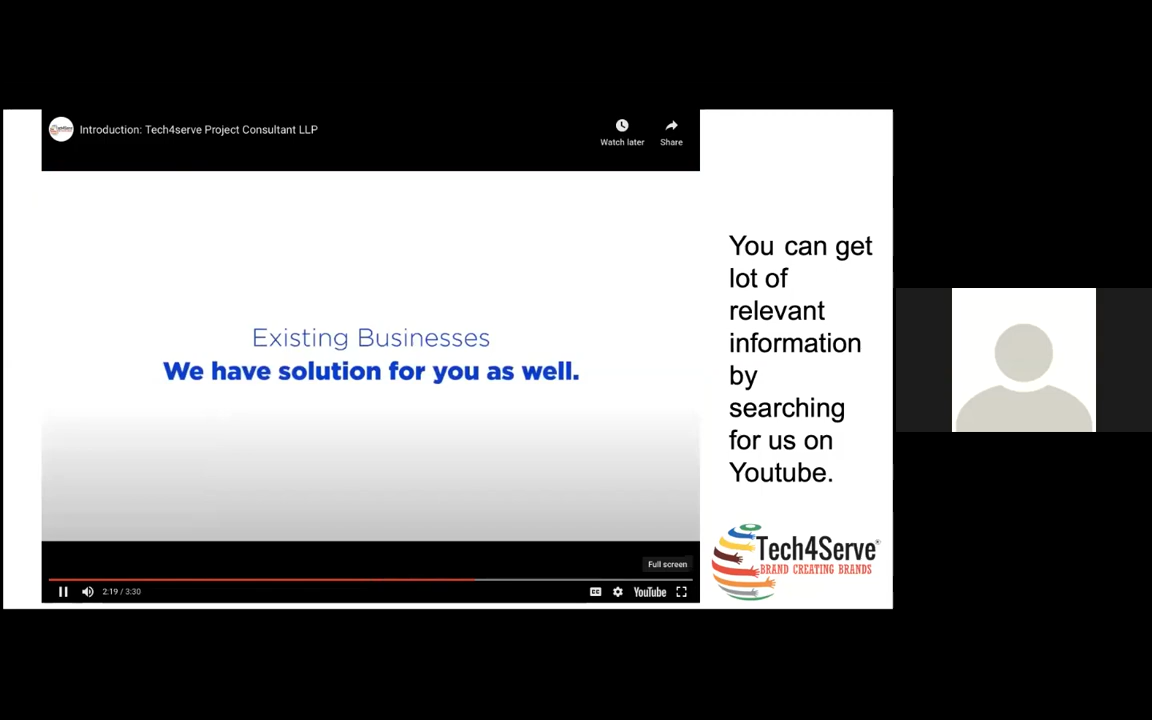 Introduction: Tech4serve Project Consultant LLP
Watch later
Share
Existing Businesses
We have solution for you as well.
Full screen
2:19 / 3:30
CC
YouTube
You can get
lot of
relevant
information
by
searching
for us on
Youtube.
Tech4Serve®
BRAND CREATING BRANDS